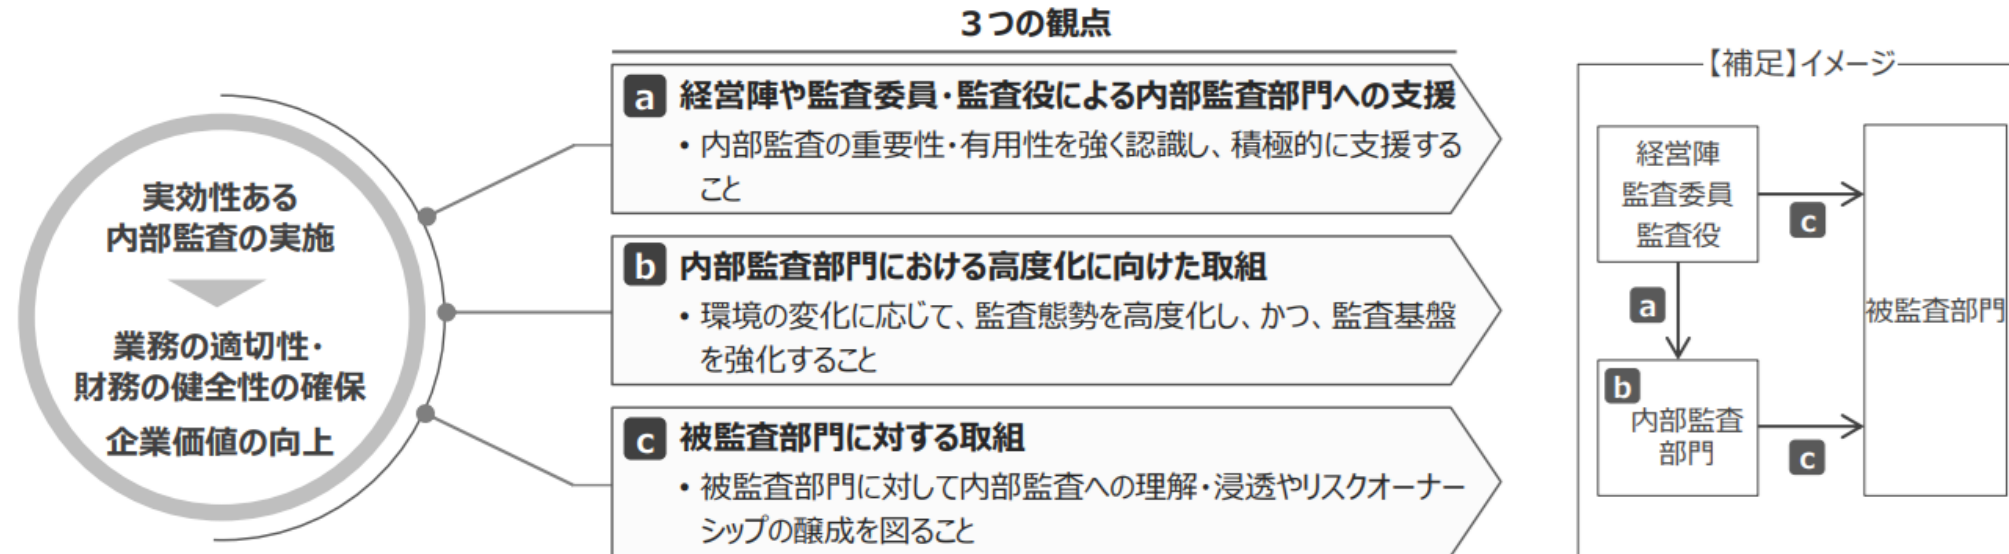 3つの観点
実効性ある
内部監査の実施
業務の適切性・
財務の健全性の確保
企業価値の向上
a 経営陣や監査委員・監査役による内部監査部門への支援
• 内部監査の重要性・有用性を強く認識し、積極的に支援する
こと
b 内部監査部門における高度化に向けた取組
• 環境の変化に応じて、監査態勢を高度化し、かつ、監査基盤
を強化すること
c 被監査部門に対する取組
• 被監査部門に対して内部監査への理解・浸透やリスクオーナー
シップの醸成を図ること
【補足】イメージ
経営陣
監査委員
監査役
c
a
被監査部門
b
内部監査
部門
c